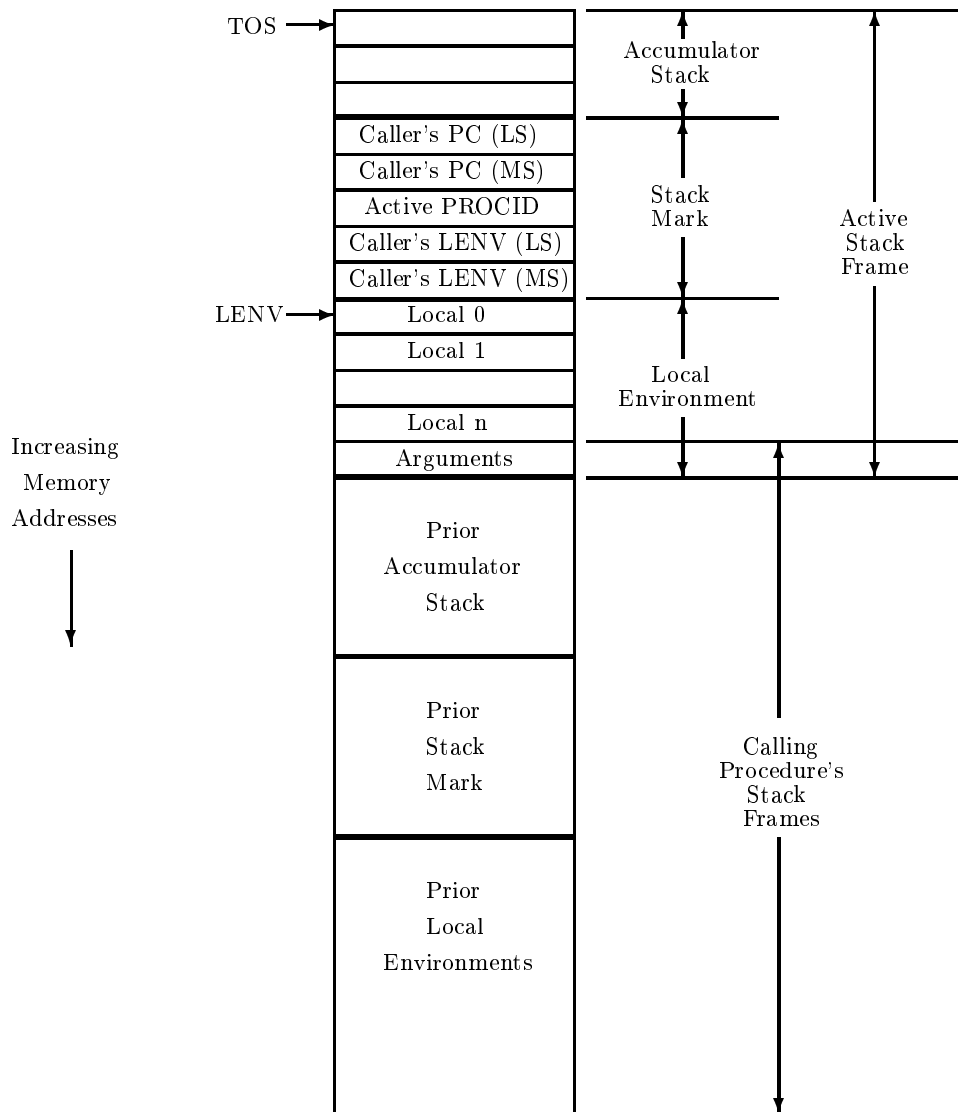 TOS
Accumulator
Stack
Caller's PC (LS)
Caller's PC (MS)
Active PROCID
Caller's LENV (LS)
Caller's LENV (MS)
Stack
Mark
Active
Stack
Frame
LENV
Local 0
Local 1
Local n
Arguments
Local
Environment
Increasing
Memory
Addresses
Prior
Accumulator
Stack
Prior
Stack
Mark
Calling
Procedure's
Stack
Frames
Prior
Local
Environments